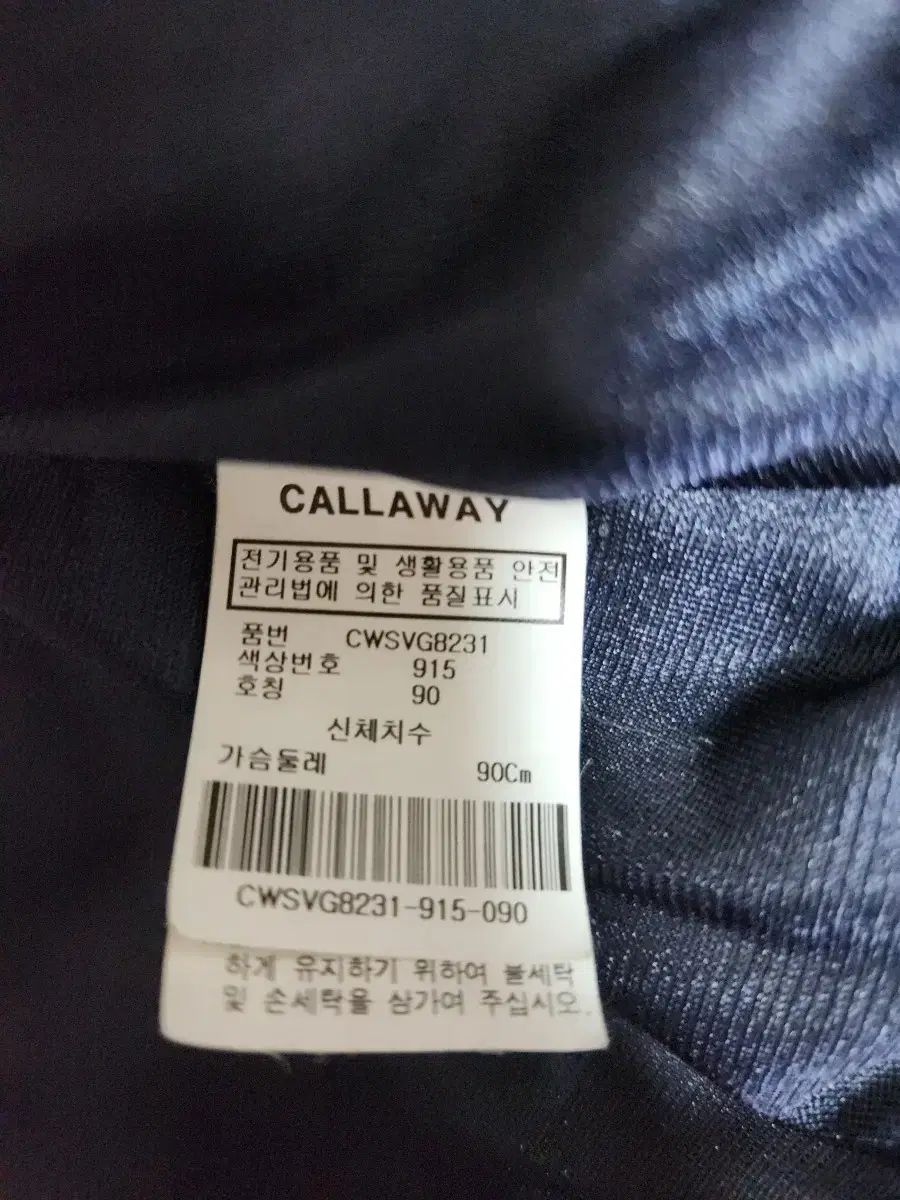 CALLAWAY
전기용품 및 생활용품 안전
관리법에 의한 품질표시
품번 CWSVG8231
색상번호 915
호칭 90
신체치수
가슴둘레 90Cm
CWSVG8231-915-090
하게 유지하기 위하여 물세탁
및 손세탁을 삼가여 주십시오.